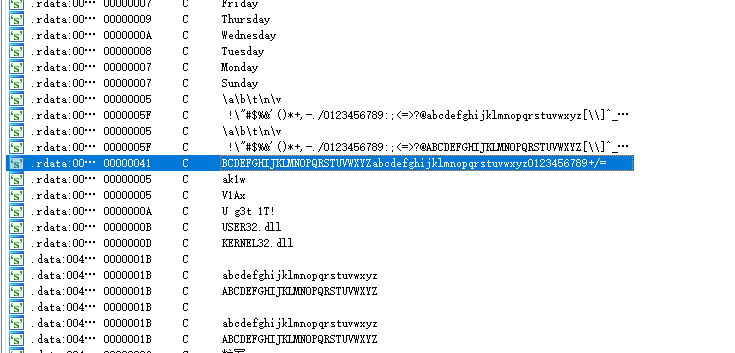 .rdata:00… 00000007 C Friday
.rdata:00… 00000009 C Thursday
.rdata:00… 0000000A C Wednesday
.rdata:00… 00000008 C Tuesday
.rdata:00… 00000007 C Monday
.rdata:00… 00000007 C Sunday
.rdata:00… 00000005 C \a\b\t\n\v
.rdata:00… 0000005F C !\"#$%&'()*+,-./0123456789:;<=>?@abcdefghijklmnopqrstuvwxyz[\\]^_…
.rdata:00… 00000005 C \a\b\t\n\v
.rdata:00… 0000005F C !\"#$%&'()*+,-./0123456789:;<=>?@ABCDEFGHIJKLMNOPQRSTUVWXYZ[\\]^_…
.rdata:00… 00000041 C BCDEFGHIJKLMNOPQRSTUVWXYZabcdefghijklmnopqrstuvwxyz0123456789+/=
.rdata:00… 00000005 C ak1w
.rdata:00… 00000005 C V1Ax
.rdata:00… 0000000A C U g3t 1T!
.rdata:00… 0000000B C USER32.dll
.rdata:00… 0000000D C KERNEL32.dll
.data:004… 0000001B C
.data:004… 0000001B C abcdefghijklmnopqrstuvwxyz
.data:004… 0000001B C ABCDEFGHIJKLMNOPQRSTUVWXYZ
.data:004… 0000001B C
.data:004… 0000001B C abcdefghijklmnopqrstuvwxyz
.data:004… 0000001B C ABCDEFGHIJKLMNOPQRSTUVWXYZ